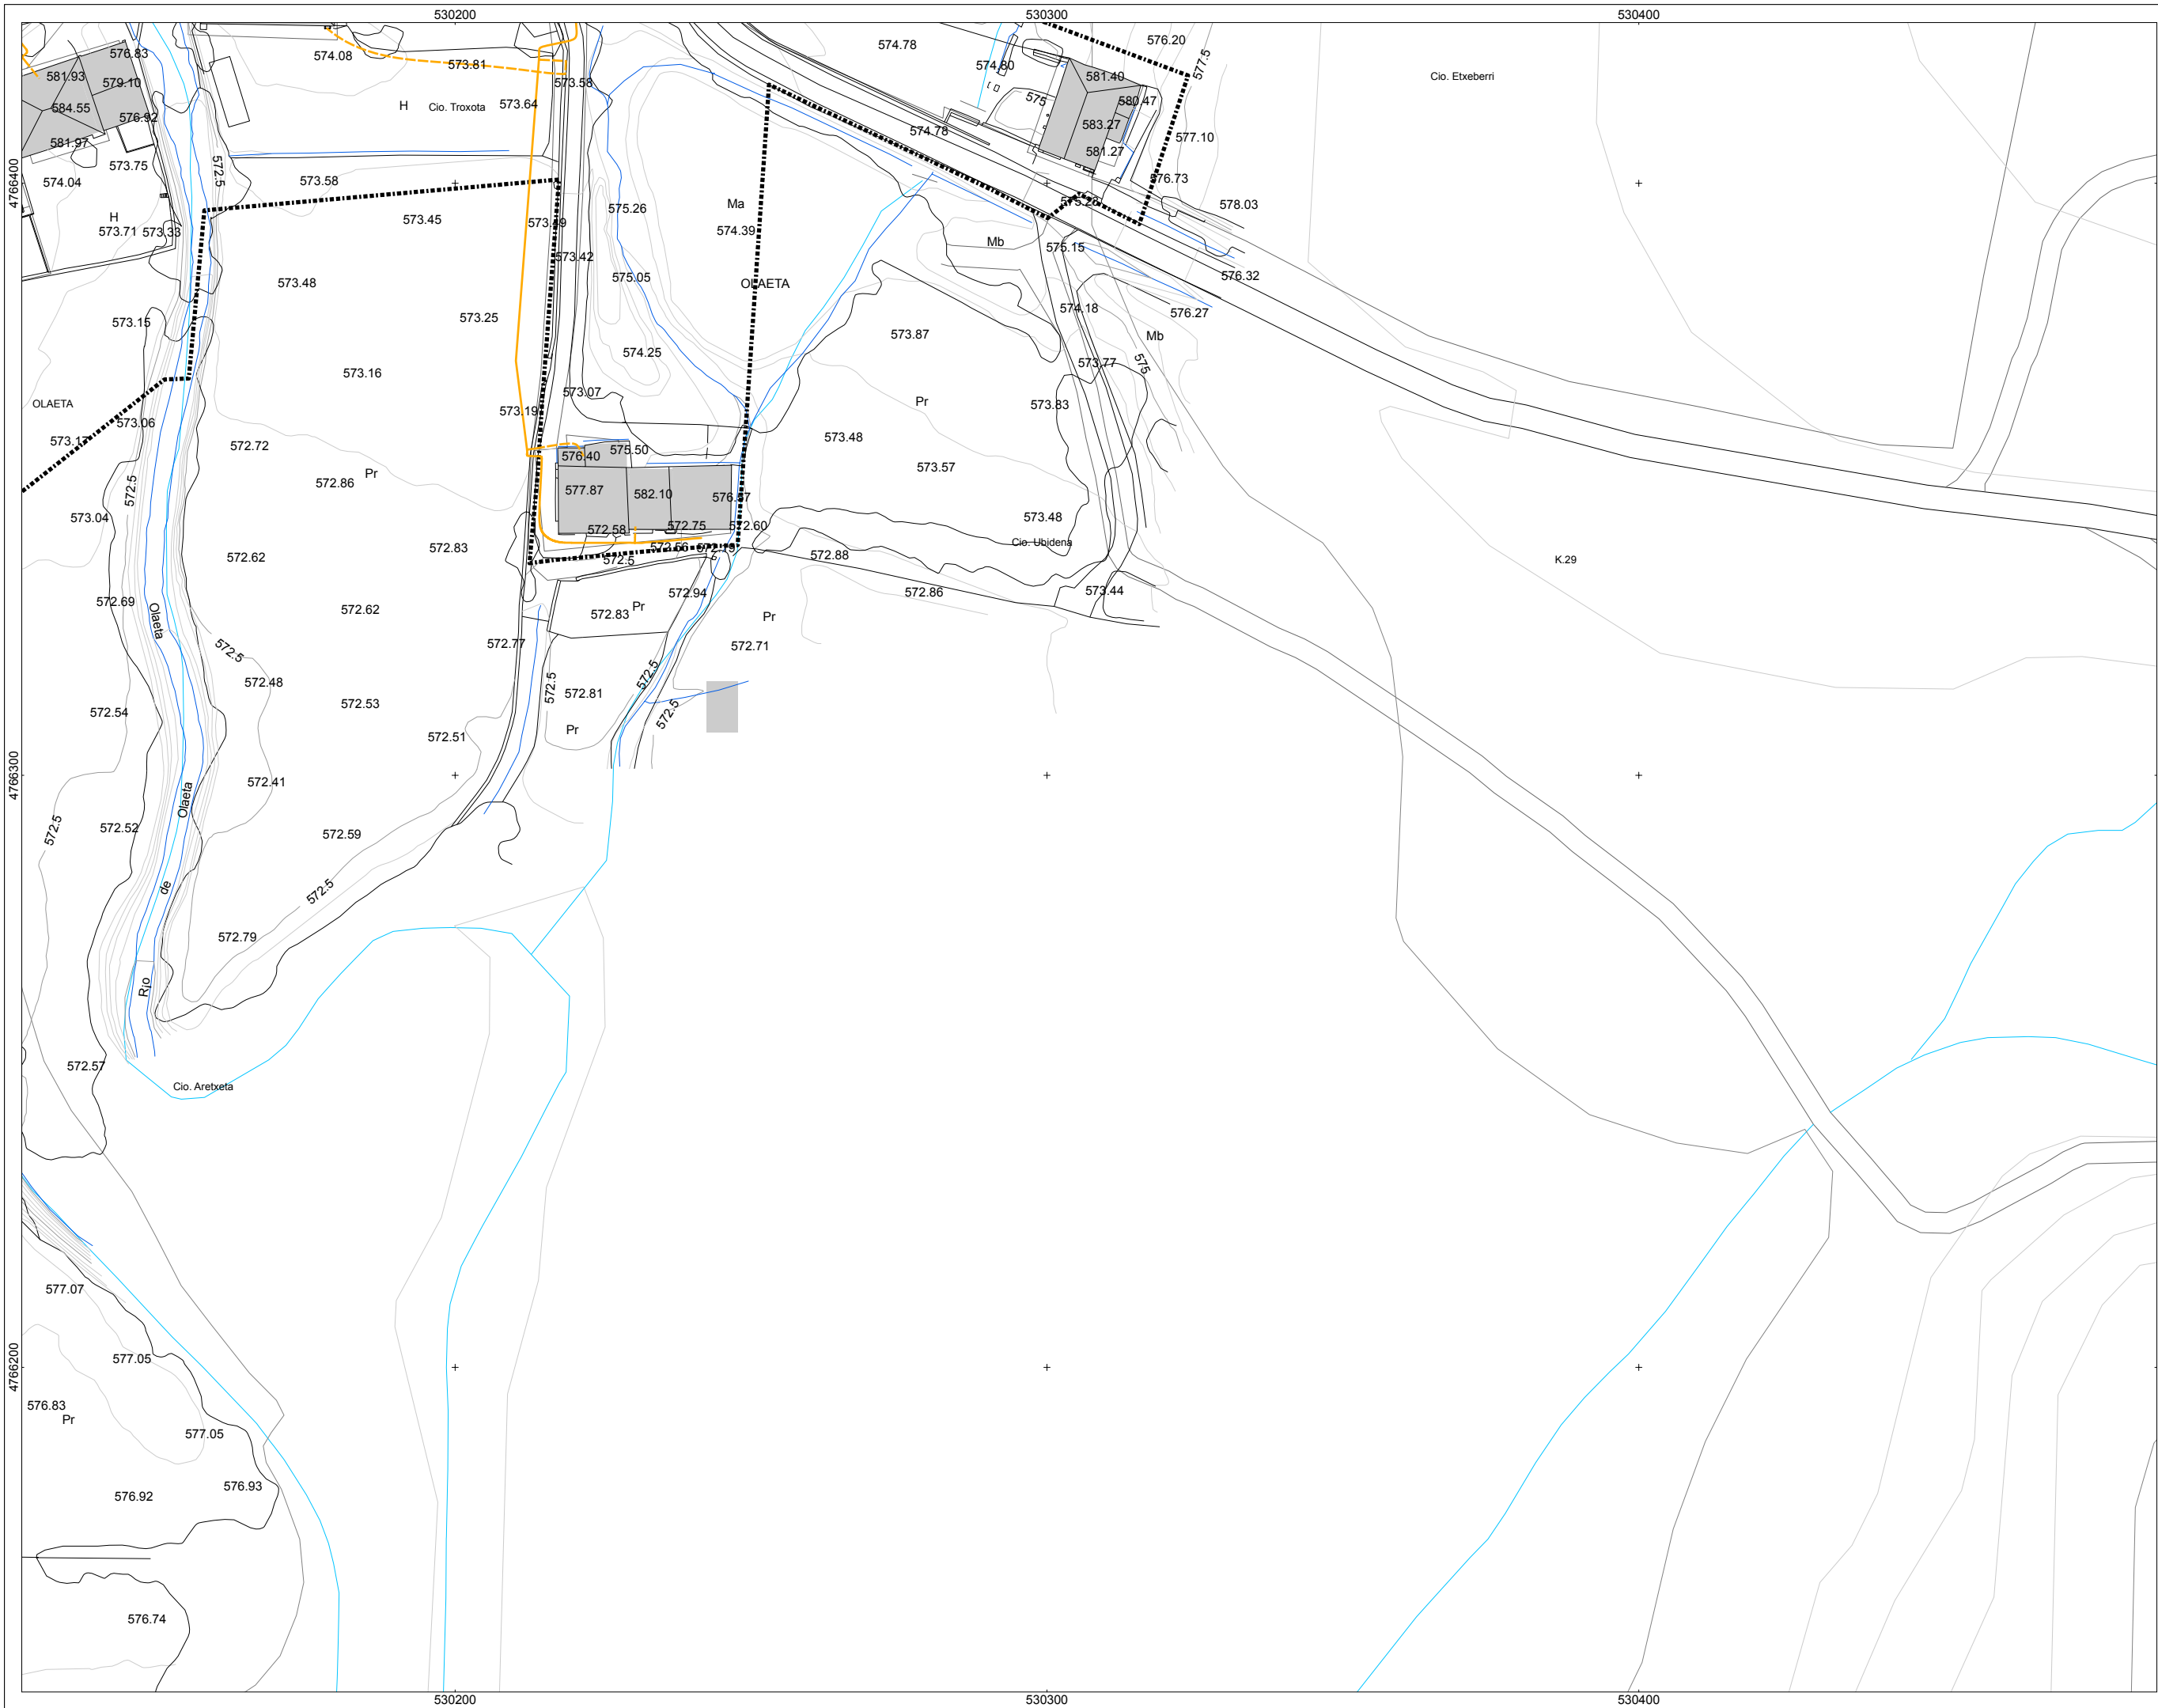 530200 530300 530400
576.83 574.08 573.81 574.78 576.20
581.93 579.10 573.58 574.80 581.40 577.5 Cio. Etxeberri
584.55 576.92 H Cio. Troxota 573.64 575 580.47
581.97 574.78 583.27 577.10
573.75 572.5 581.27
574.04 573.58 576.73
4766400
H 573.45 575.26 Ma 575.28 578.03
573.71 573.33 573.49 574.39 Mb 575.15
573.42
573.48 575.05 OLAETA 576.32
573.15 573.25 574.18 576.27
574.25 573.87 Mb
573.16 573.77 575
OLAETA 573.07 Pr 573.83
573.06 573.19
573.17 572.72 575.50 573.48
576.40
572.86 Pr 577.87 582.10 573.57
572.5 576.57
573.04 572.58 572.75 572.60 573.48
572.62 572.83 572.56 572.79 572.88 Cio. Ubidena
572.5 K.29
572.69 572.62 572.94 572.86 573.44
Olaeta 572.83 Pr Pr
572.5 572.77 572.71
572.48 572.5 572.81 572.5
572.54 572.53 572.5
572.51 Pr
4766300
572.41
Olaeta
572.5 572.52 572.59
de 572.5
572.79
Rio
572.57
Cio. Aretxeta
577.07
577.05
4766200
576.83
Pr
577.05
576.93
576.92
576.74
530200 530300 530400